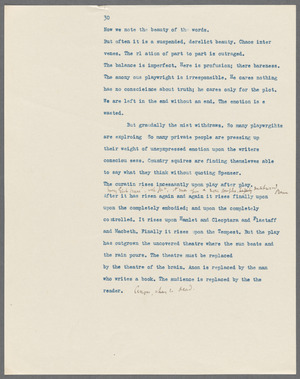 30
Now we note the beauty of the words.
But often it is a suspended, derelict beauty. Chaos inter
venes. The rl ation of part to part is outraged.
The balance is imperfect. Here is profusion; there bareness.
The anony ous playwright is irresponsible. He cares nothing
has no conscience about truth; he cares only for the plot.
We are left in the end without an end. The emotion is a
wasted.
But gradually the mist withdraws. So many playwrights
are exploring So many private people are pressing up
their weight of unexpressed emotion upon the writers
conscious sens. Country squires are finding themselves able
to say what they think without quoting Spenser.
The curatin rises incessantly upon play after play.
After it has risen again and again it rises finally upon
upon the completely embodied; and upon the completely
controlled. It rises upon Hamlet and Cleopatra and Flastaff
and Macbeth. Finally it rises upon the Tempest. But the play
has outgrown the uncovered theatre where the sun beats and
the rain pours. The theatre must be replaced
by the theatre of the brain. Anon is replaced by the man
who writes a book. The audience is replaced by the the
reader.